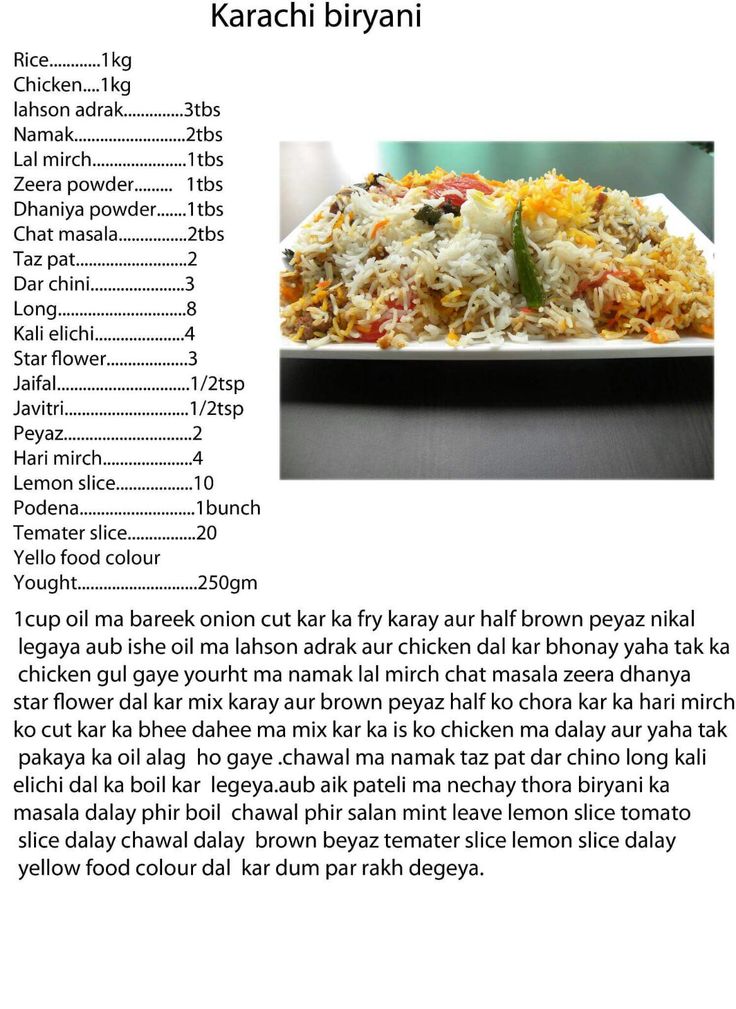 Karachi biryani
Rice............1kg
Chicken....1kg
lahson adrak..............3tbs
Namak..........................2tbs
Lal mirch......................1tbs
Zeera powder.........   1tbs
Dhaniya powder.......1tbs
Chat masala................2tbs
Taz pat..........................2
Dar chini......................3
Long..............................8
Kali elichi.....................4
Star flower...................3
Jaifal...............................1/2tsp
Javitri.............................1/2tsp
Peyaz..............................2
Hari mirch.....................4
Lemon slice..................10
Podena...........................1bunch
Temater slice................20
Yello food colour
Yought............................250gm
1cup oil ma bareek onion cut kar ka fry karay aur half brown peyaz nikal
legaya aub ishe oil ma lahson adrak aur chicken dal kar bhonay yaha tak ka
chicken gul gaye yourht ma namak lal mirch chat masala zeera dhanya
star flower dal kar mix karay aur brown peyaz half ko chora kar ka hari mirch
ko cut kar ka bhee dahee ma mix kar ka is ko chicken ma dalay aur yaha tak
pakaya ka oil alag  ho gaye .chawal ma namak taz pat dar chino long kali
elichi dal ka boil kar  legeya.aub aik pateli ma nechay thora biryani ka
masala dalay phir boil  chawal phir salan mint leave lemon slice tomato
slice dalay chawal dalay  brown beyaz temater slice lemon slice dalay
yellow food colour dal  kar dum par rakh degeya.